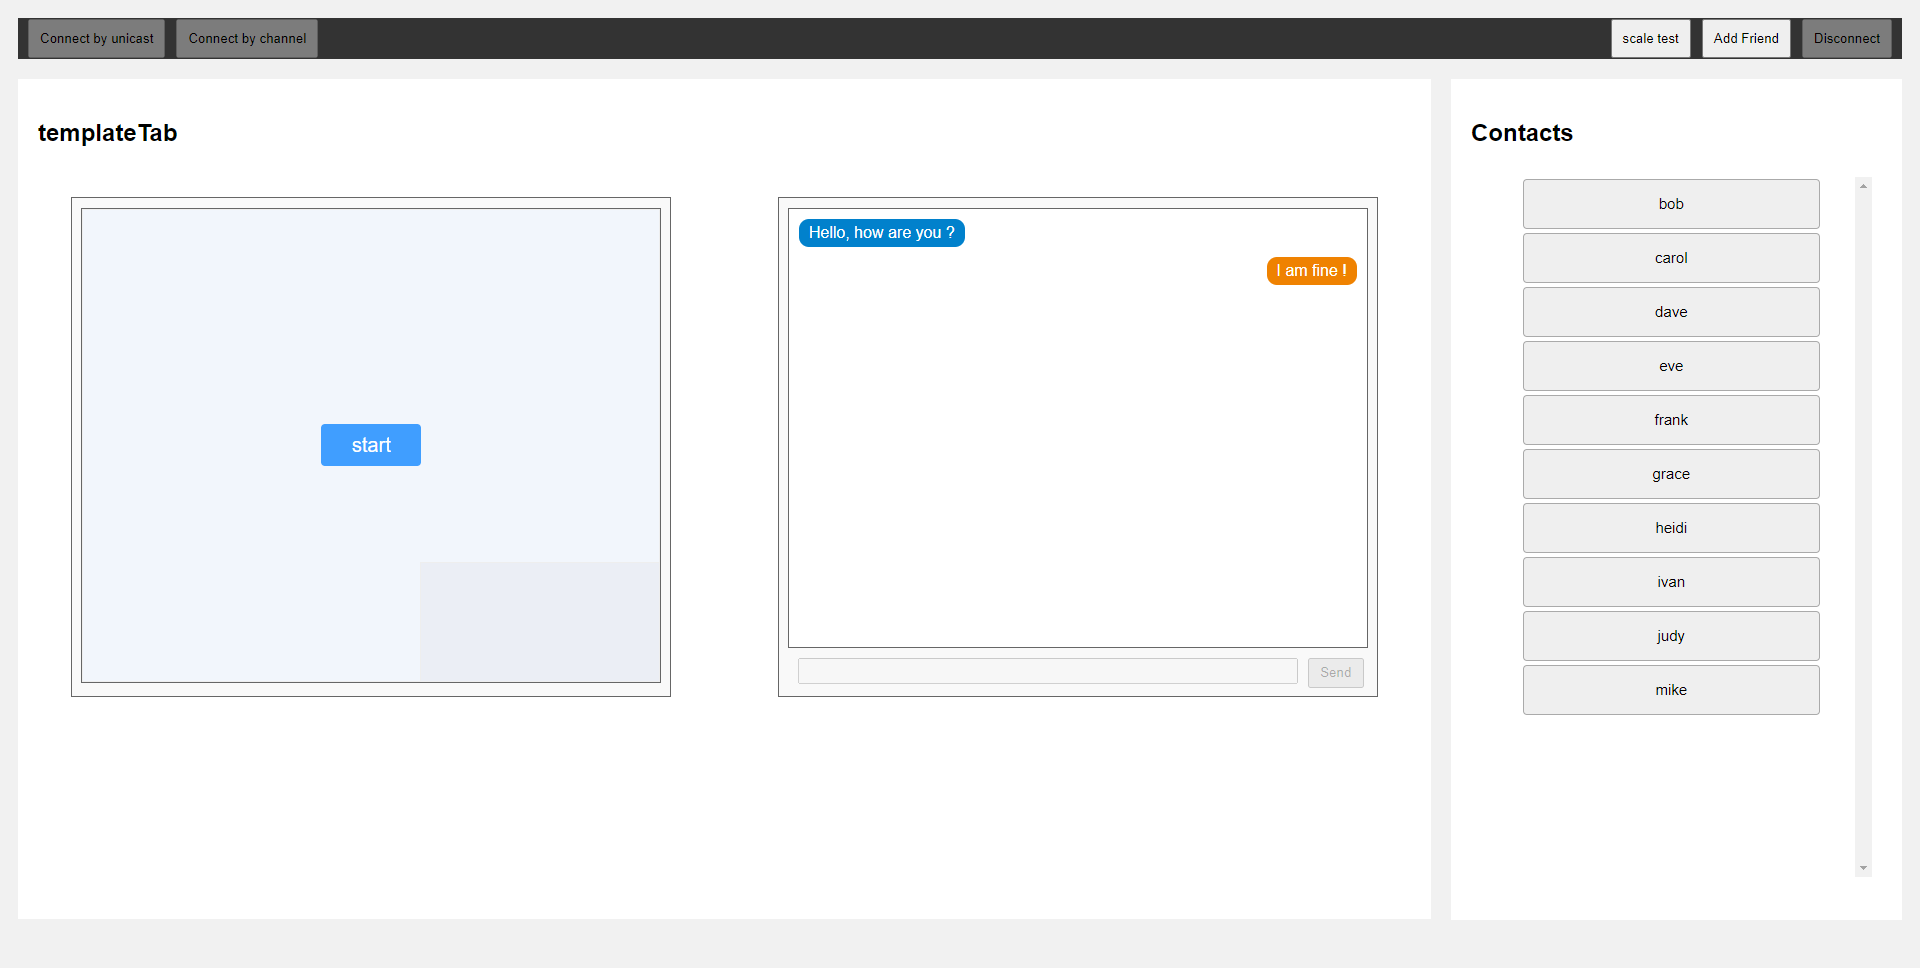 Connect by unicast
Connect by channel
scale test
Add Friend
Disconnect
templateTab
start
Hello, how are you ?
I am fine !
Send
Contacts
bob
carol
dave
eve
frank
grace
heidi
ivan
judy
mike